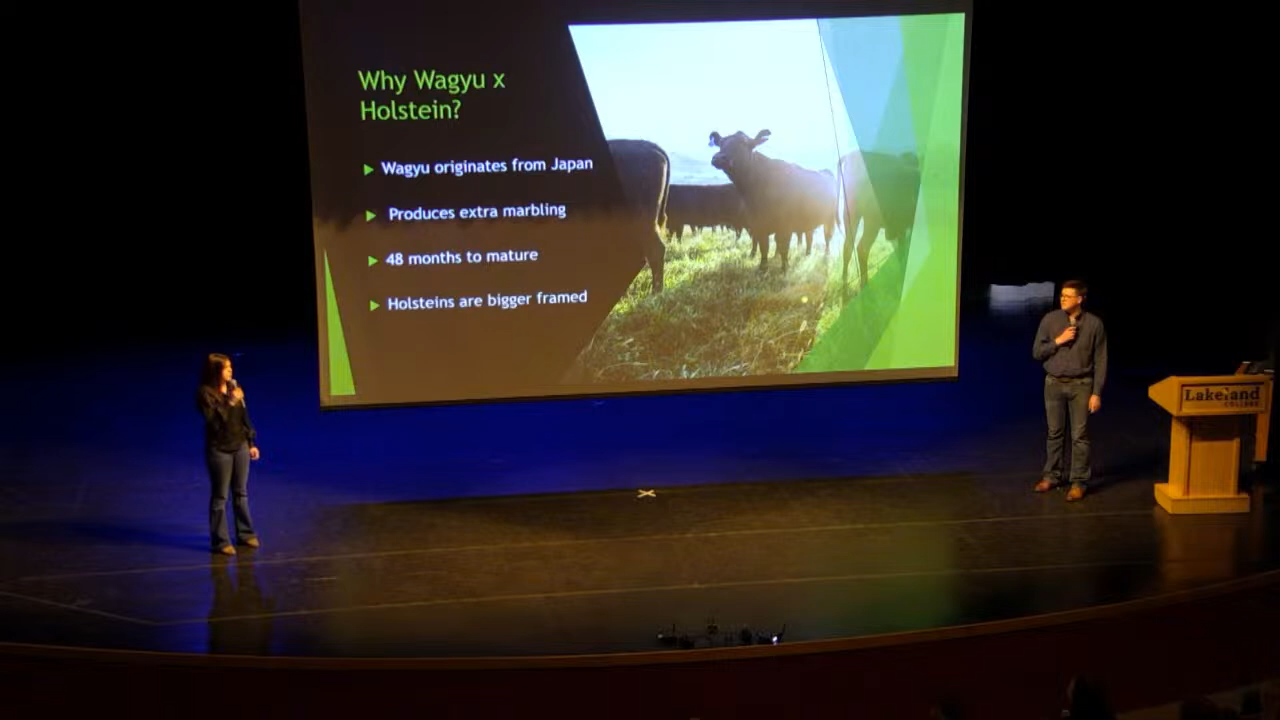 Why Wagyu x
Holstein?
Wagyu originates from Japan
Produces extra marbling
48 months to mature
Holsteins are bigger framed
Lakeland
COLLEGE